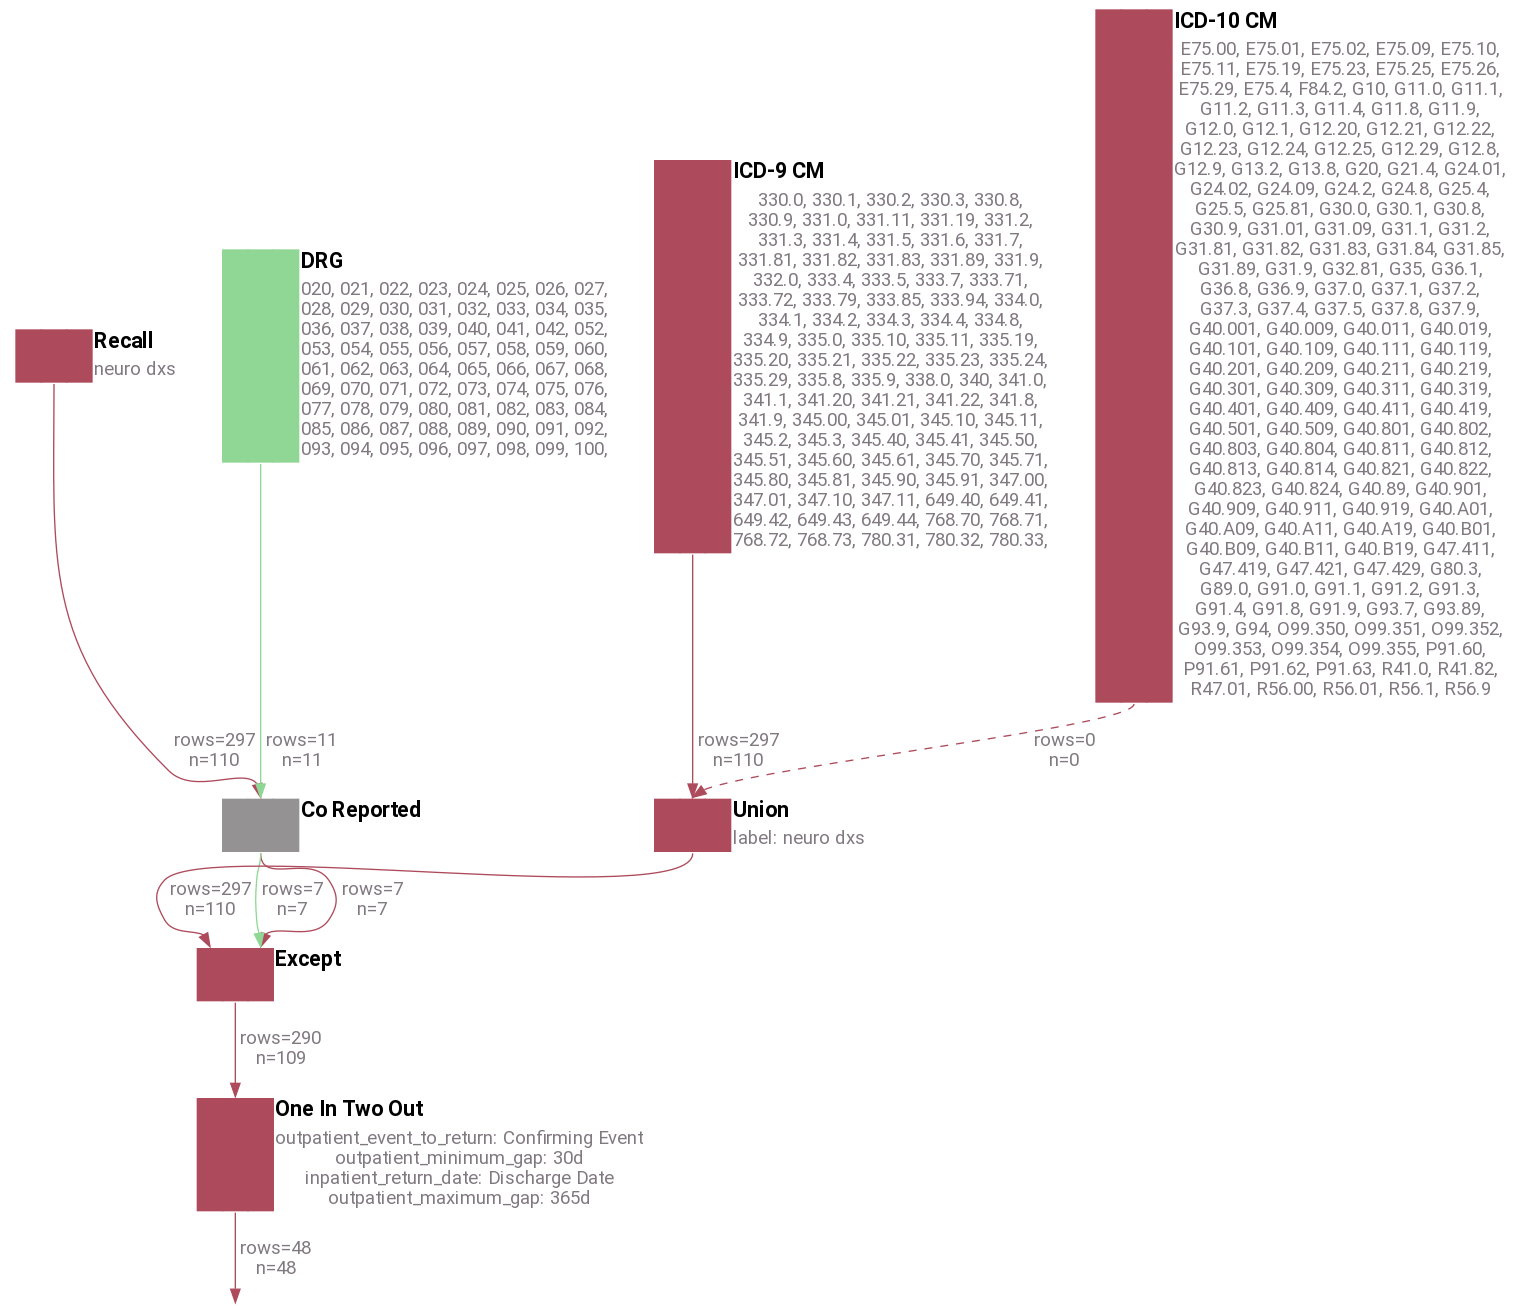 ICD-10 CM
E75.00, E75.01, E75.02, E75.09, E75.10,
E75.11, E75.19, E75.23, E75.25, E75.26,
E75.29, E75.4, F84.2, G10, G11.0, G11.1,
G11.2, G11.3, G11.4, G11.8, G11.9,
G12.0, G12.1, G12.20, G12.21, G12.22,
G12.23, G12.24, G12.25, G12.29, G12.8,
G12.9, G13.2, G13.8, G20, G21.4, G24.01,
G24.02, G24.09, G24.2, G24.8, G25.4,
G25.5, G25.81, G30.0, G30.1, G30.8,
G30.9, G31.01, G31.09, G31.1, G31.2,
G31.81, G31.82, G31.83, G31.84, G31.85,
G31.89, G31.9, G32.81, G35, G36.1,
G36.8, G36.9, G37.0, G37.1, G37.2,
G37.3, G37.4, G37.5, G37.8, G37.9,
G40.001, G40.009, G40.011, G40.019,
G40.101, G40.109, G40.111, G40.119,
G40.201, G40.209, G40.211, G40.219,
G40.301, G40.309, G40.311, G40.319,
G40.401, G40.409, G40.411, G40.419,
G40.501, G40.509, G40.801, G40.802,
G40.803, G40.804, G40.811, G40.812,
G40.813, G40.814, G40.821, G40.822,
G40.823, G40.824, G40.89, G40.901,
G40.909, G40.911, G40.919, G40.A01,
G40.A09, G40.A11, G40.A19, G40.B01,
G40.B09, G40.B11, G40.B19, G47.411,
G47.419, G47.421, G47.429, G80.3,
G89.0, G91.0, G91.1, G91.2, G91.3,
G91.4, G91.8, G91.9, G93.7, G93.89,
G93.9, G94, O99.350, O99.351, O99.352,
O99.353, O99.354, O99.355, P91.60,
P91.61, P91.62, P91.63, R41.0, R41.82,
R47.01, R56.00, R56.01, R56.1, R56.9
ICD-9 CM
330.0, 330.1, 330.2, 330.3, 330.8,
330.9, 331.0, 331.11, 331.19, 331.2,
331.3, 331.4, 331.5, 331.6, 331.7,
331.81, 331.82, 331.83, 331.89, 331.9,
332.0, 333.4, 333.5, 333.7, 333.71,
333.72, 333.79, 333.85, 333.94, 334.0,
334.1, 334.2, 334.3, 334.4, 334.8,
334.9, 335.0, 335.10, 335.11, 335.19,
335.20, 335.21, 335.22, 335.23, 335.24,
335.29, 335.8, 335.9, 338.0, 340, 341.0,
341.1, 341.20, 341.21, 341.22, 341.8,
341.9, 345.00, 345.01, 345.10, 345.11,
345.2, 345.3, 345.40, 345.41, 345.50,
345.51, 345.60, 345.61, 345.70, 345.71,
345.80, 345.81, 345.90, 345.91, 347.00,
347.01, 347.10, 347.11, 649.40, 649.41,
649.42, 649.43, 649.44, 768.70, 768.71,
768.72, 768.73, 780.31, 780.32, 780.33,
DRG
020, 021, 022, 023, 024, 025, 026, 027,
028, 029, 030, 031, 032, 033, 034, 035,
036, 037, 038, 039, 040, 041, 042, 052,
053, 054, 055, 056, 057, 058, 059, 060,
061, 062, 063, 064, 065, 066, 067, 068,
069, 070, 071, 072, 073, 074, 075, 076,
077, 078, 079, 080, 081, 082, 083, 084,
085, 086, 087, 088, 089, 090, 091, 092,
093, 094, 095, 096, 097, 098, 099, 100,
Recall
neuro dxs
rows=297
n=110
rows=11
n=11
rows=297
n=110
rows=0
n=0
Co Reported
Union
label: neuro dxs
rows=297
n=110
rows=7
n=7
rows=7
n=7
Except
rows=290
n=109
One In Two Out
outpatient_event_to_return: Confirming Event
outpatient_minimum_gap: 30d
inpatient_return_date: Discharge Date
outpatient_maximum_gap: 365d
rows=48
n=48